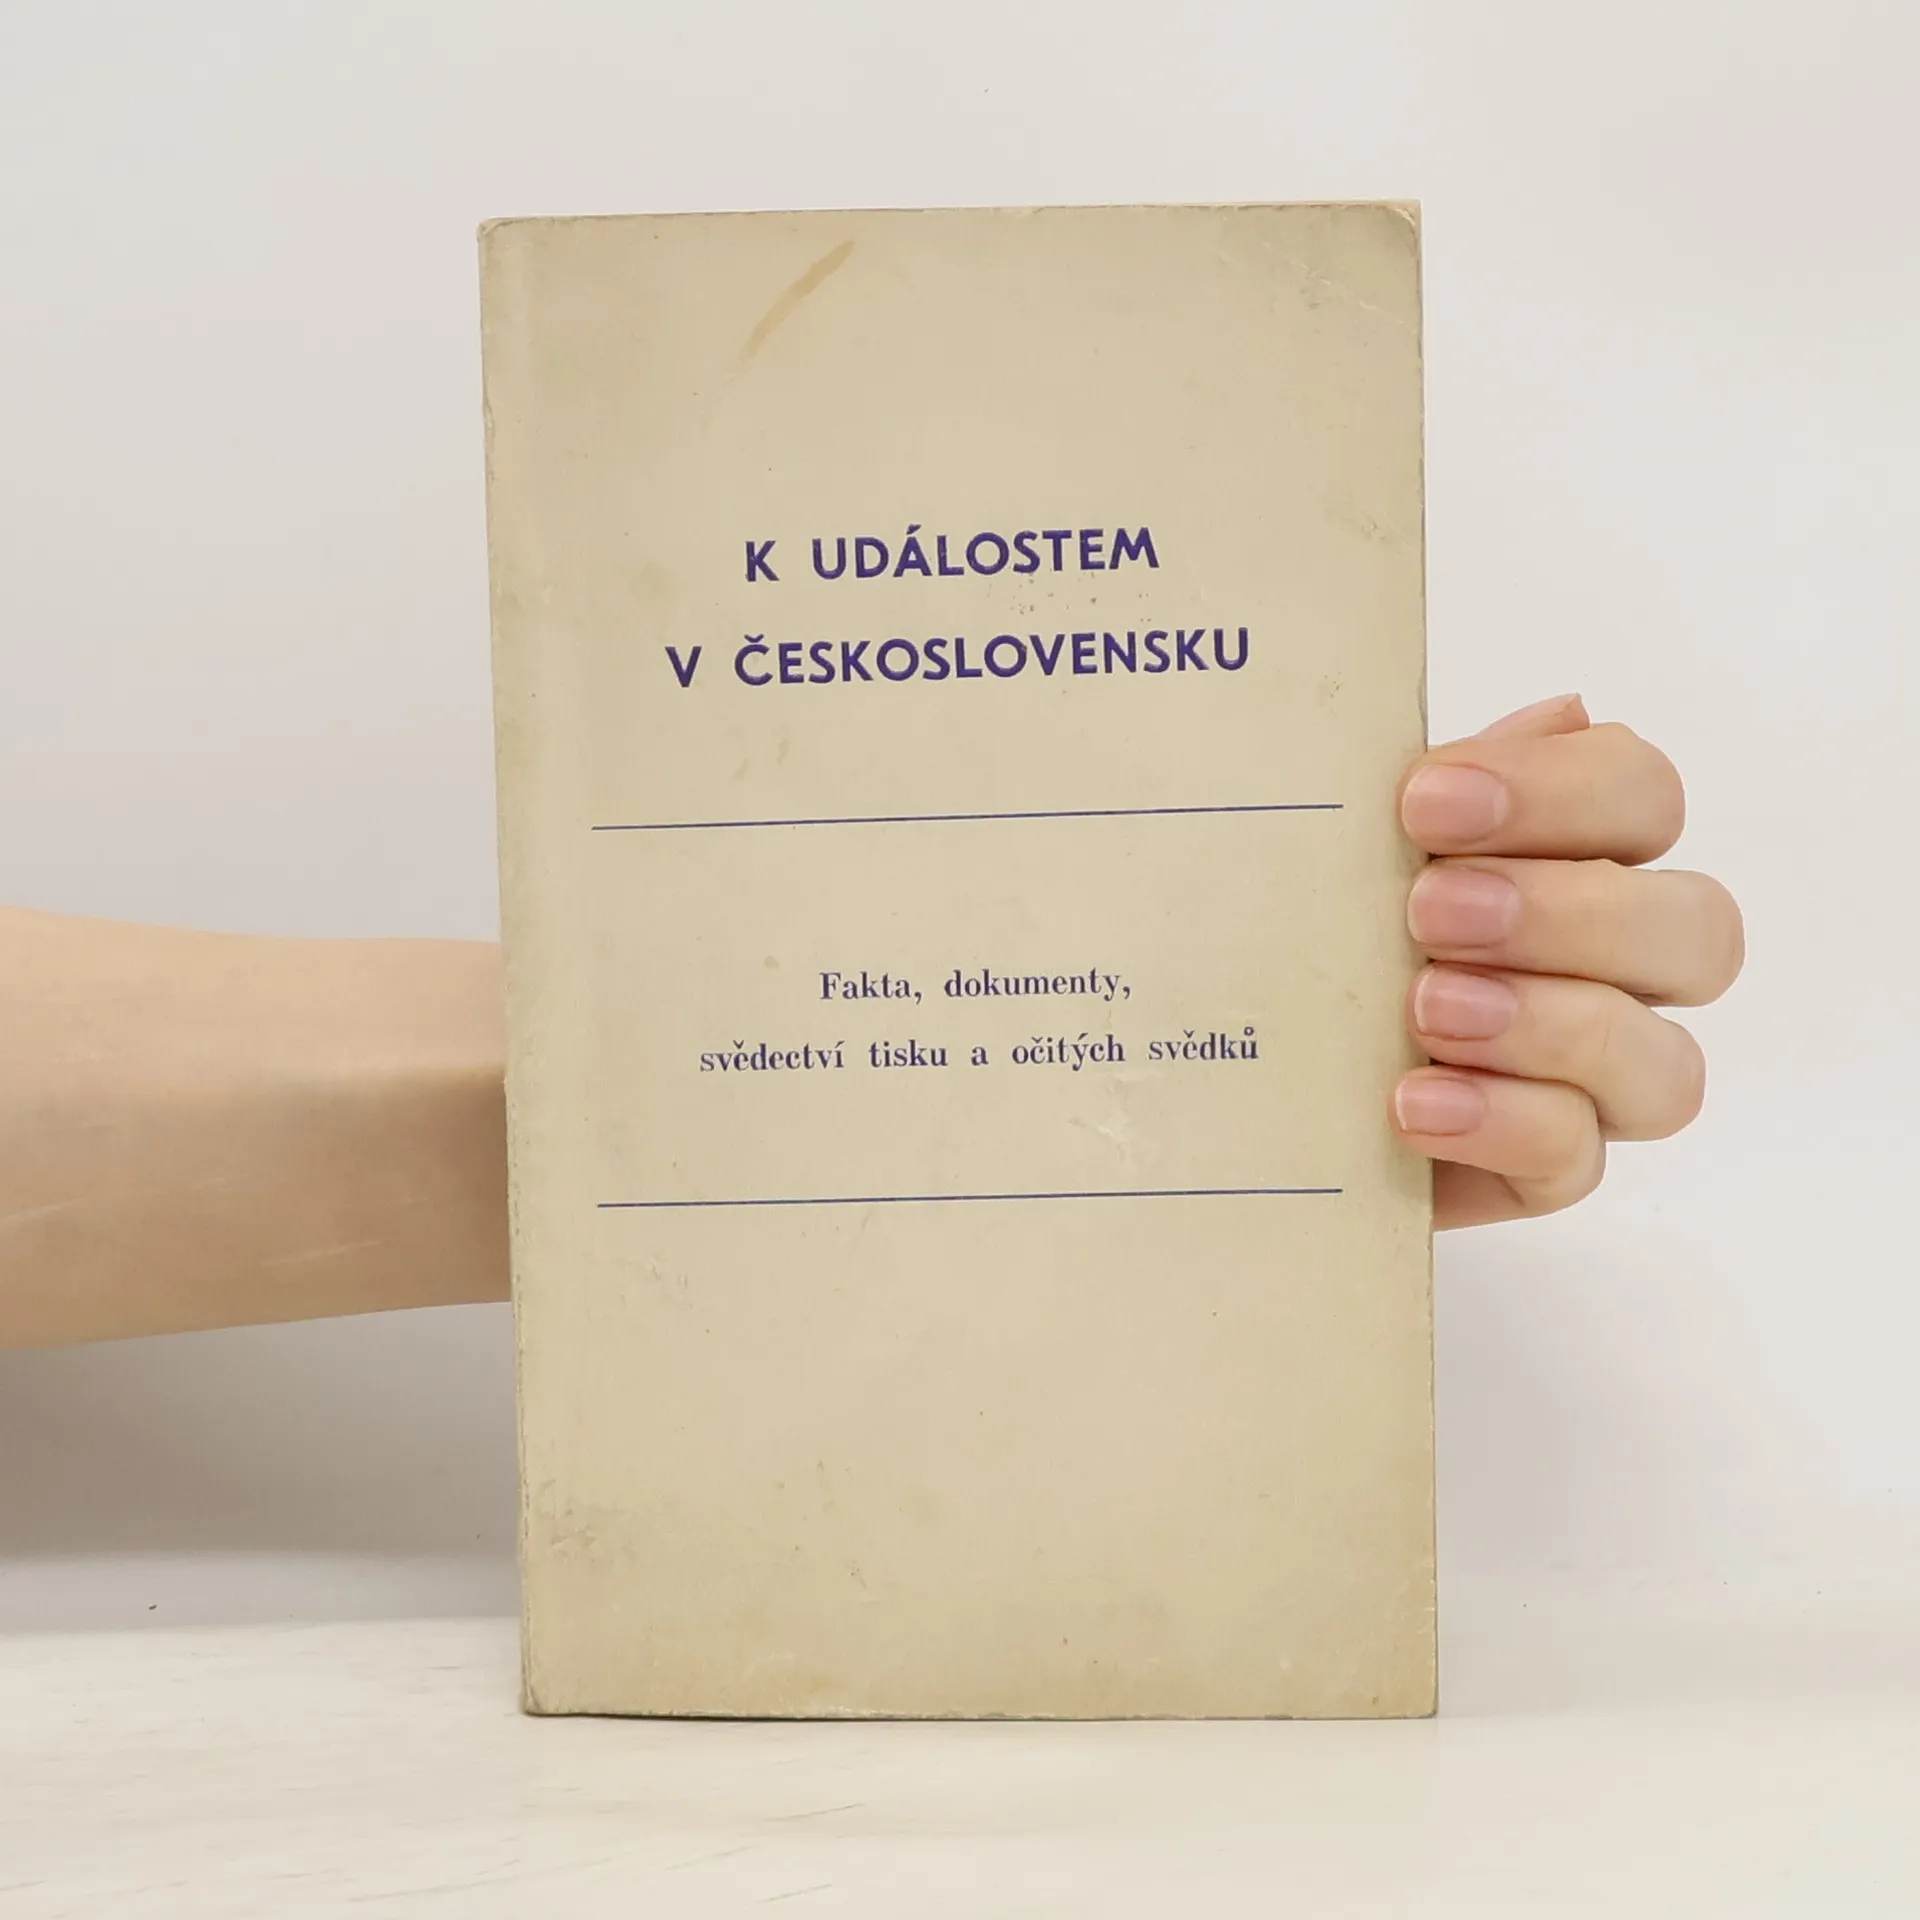 K UDÁLOSTEM
V ČESKOSLOVENSKU
Fakta, dokumenty,
svědectví tisku a očitých svědků